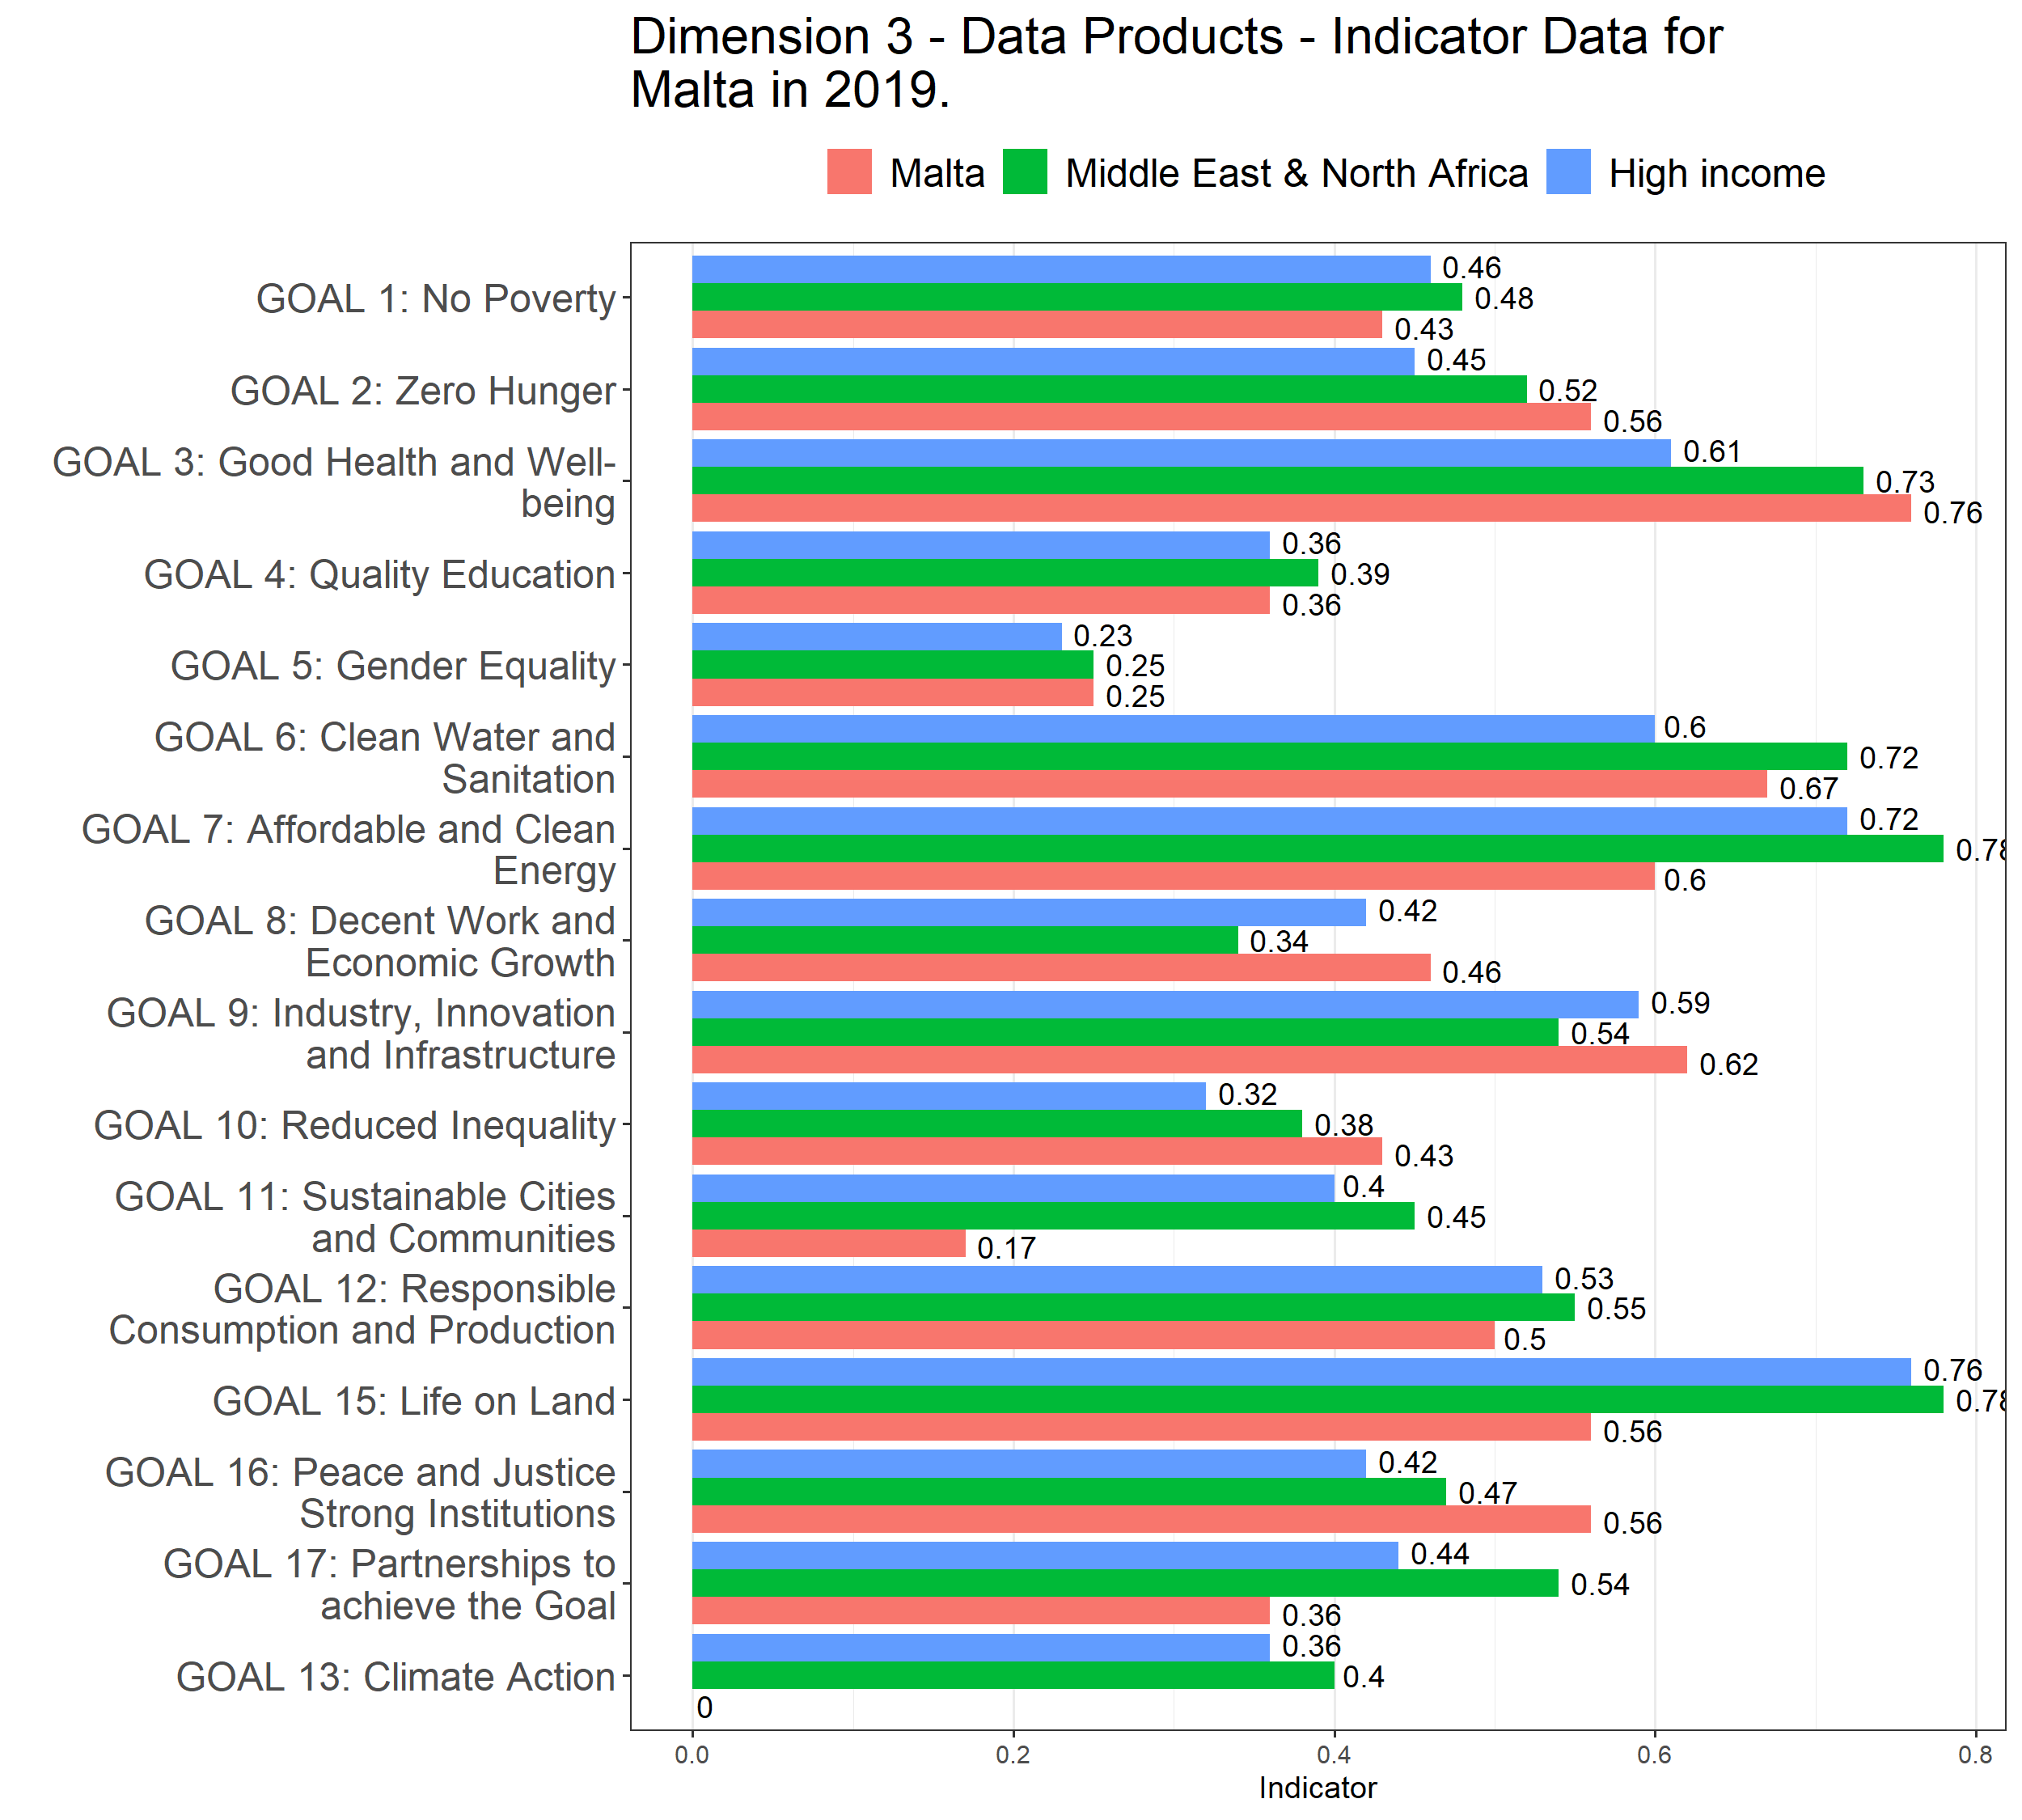 Dimension 3 - Data Products - Indicator Data for
Malta in 2019.
Malta
Middle East & North Africa
High income
GOAL 1: No Poverty
0.46
0.48
0.43
GOAL 2: Zero Hunger
0.45
0.52
0.56
GOAL 3: Good Health and Well-
being
0.61
0.73
0.76
GOAL 4: Quality Education
0.36
0.39
0.36
GOAL 5: Gender Equality
0.23
0.25
0.25
GOAL 6: Clean Water and
Sanitation
0.6
0.72
0.67
GOAL 7: Affordable and Clean
Energy
0.72
0.78
0.6
GOAL 8: Decent Work and
Economic Growth
0.42
0.34
0.46
GOAL 9: Industry, Innovation
and Infrastructure
0.59
0.54
0.62
GOAL 10: Reduced Inequality
0.32
0.38
0.43
GOAL 11: Sustainable Cities
and Communities
0.4
0.45
0.17
GOAL 12: Responsible
Consumption and Production
0.53
0.55
0.5
GOAL 15: Life on Land
0.76
0.78
0.56
GOAL 16: Peace and Justice
Strong Institutions
0.42
0.47
0.56
GOAL 17: Partnerships to
achieve the Goal
0.44
0.54
0.36
GOAL 13: Climate Action
0.36
0.4
0
0.0 0.2 0.4 0.6 0.8
Indicator